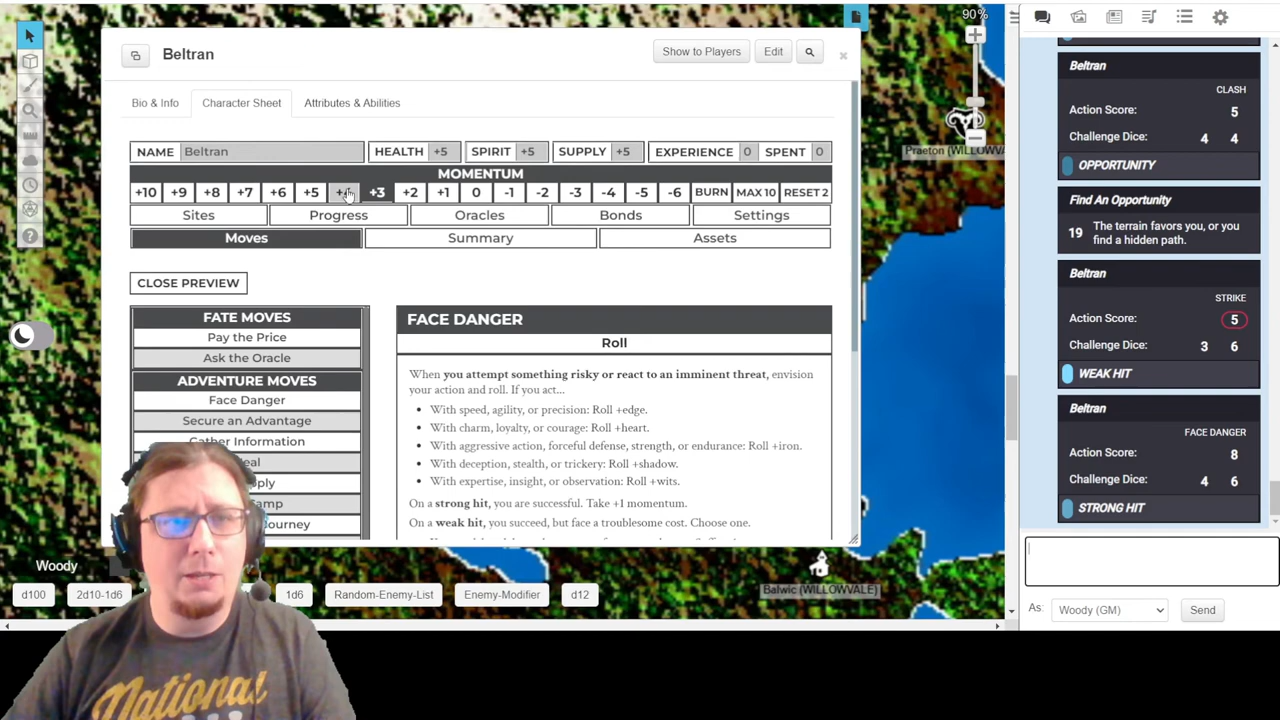 90%
Beltran
Show to Players
Edit
Bio & Info
Character Sheet
Attributes & Abilities
NAME Beltran
HEALTH +5
SPIRIT +5
SUPPLY +5
EXPERIENCE 0 SPENT 0
MOMENTUM
+10 +9 +8 +7 +6 +5 +3 +2 +1 0 -1 -2 -3 -4 -5 -6 BURN MAX 10 RESET 2
Sites Progress Oracles Bonds Settings
Moves Summary Assets
CLOSE PREVIEW
FATE MOVES
Pay the Price
Ask the Oracle
ADVENTURE MOVES
Face Danger
Secure an Advantage
Gather Information
FACE DANGER
Roll
When you attempt something risky or react to an imminent threat, envision
your action and roll. If you act...
• With speed, agility, or precision: Roll +edge.
• With charm, loyalty, or courage: Roll +heart.
• With aggressive action, forceful defense, strength, or endurance: Roll +iron.
• With deception, stealth, or trickery: Roll +shadow.
• With expertise, insight, or observation: Roll +wits.
On a strong hit, you are successful. Take +1 momentum.
On a weak hit, you succeed, but face a troublesome cost. Choose one.
Praeton (WILLOWVALE)
Balwic (WILLOWVALE)
Woody
d100
2d10-1d6
1d6
Random-Enemy-List
Enemy-Modifier
d12
Beltran
CLASH
Action Score: 5
Challenge Dice: 4 4
OPPORTUNITY
Find An Opportunity
19 The terrain favors you, or you
find a hidden path.
Beltran
STRIKE
Action Score: 5
Challenge Dice: 3 6
WEAK HIT
Beltran
FACE DANGER
Action Score: 8
Challenge Dice: 4 6
STRONG HIT
As: Woody (GM)
Send
National